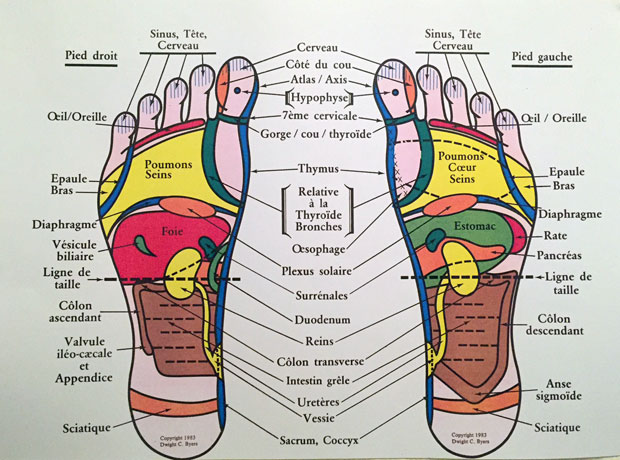 Sinus, Tête,
Cerveau
Pied droit
Œil/Oreille
Poumons
Seins
Epaule
Bras
Diaphragme
Foie
Vésicule
biliaire
Ligne de
taille
Côlon
ascendant
Valvule
iléo-cæcale
et
Appendice
Sciatique
Copyright 1983
Dwight C. Byers
Cerveau
Côté du cou
Atlas / Axis
Hypophyse
7ème cervicale
Gorge / cou / thyroïde
Thymus
Relative
à la
Thyroïde
Bronches
Œsophage
Plexus solaire
Surrénales
Duodenum
Reins
Côlon transverse
Intestin grêle
Uretères
Vessie
Sacrum, Coccyx
Sinus, Tête
Cerveau
Pied gauche
Œil / Oreille
Poumons
Cœur
Seins
Epaule
Bras
Diaphragme
Estomac
Rate
Pancréas
Ligne de
taille
Côlon
descendant
Anse
sigmoïde
Sciatique
Copyright 1983
Dwight C. Byers